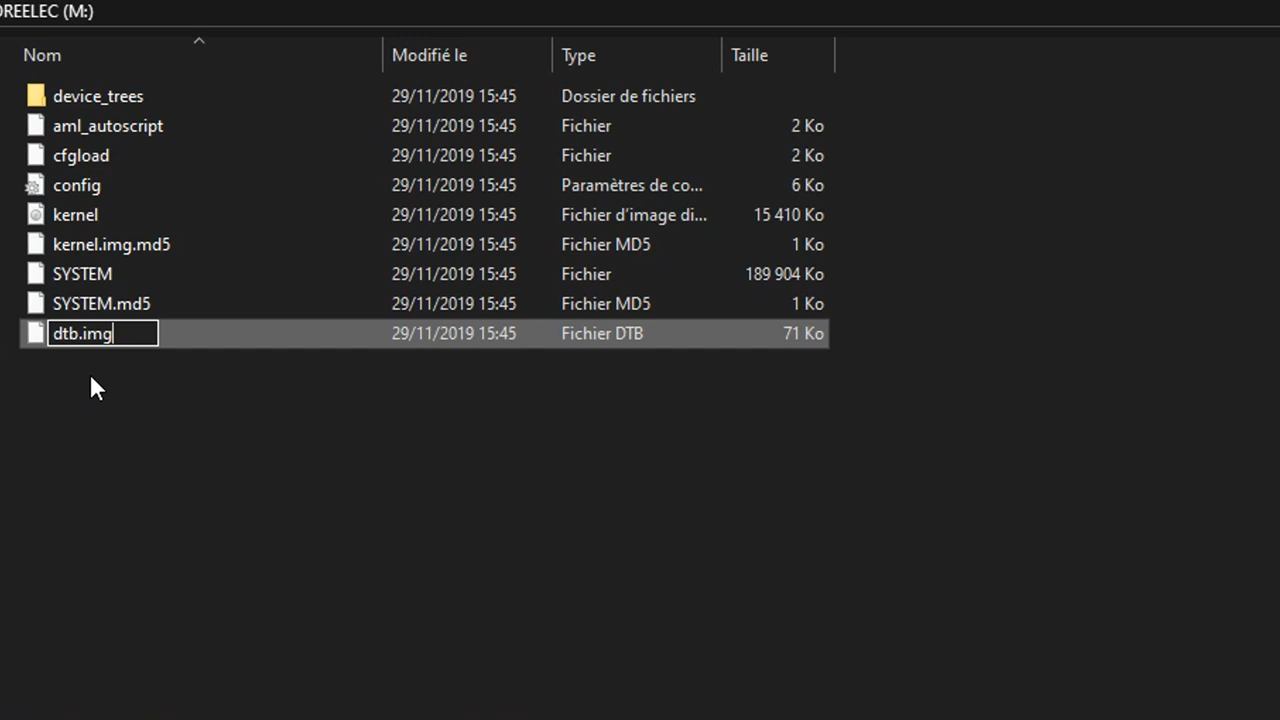 OREELEC (M:)
Nom Modifié le Type Taille
device_trees 29/11/2019 15:45 Dossier de fichiers
aml_autoscript 29/11/2019 15:45 Fichier 2 Ko
cfgload 29/11/2019 15:45 Fichier 2 Ko
config 29/11/2019 15:45 Paramètres de co... 6 Ko
kernel 29/11/2019 15:45 Fichier d'image di... 15 410 Ko
kernel.img.md5 29/11/2019 15:45 Fichier MD5 1 Ko
SYSTEM 29/11/2019 15:45 Fichier 189 904 Ko
SYSTEM.md5 29/11/2019 15:45 Fichier MD5 1 Ko
dtb.img 29/11/2019 15:45 Fichier DTB 71 Ko